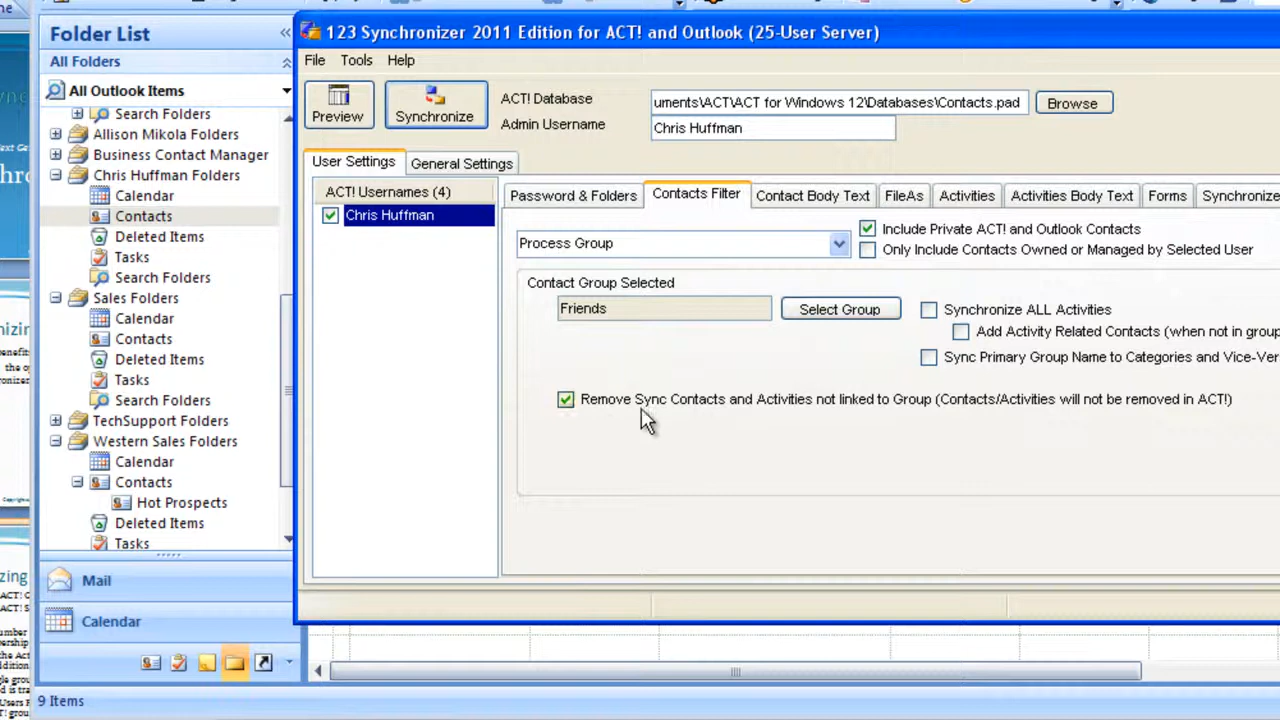 Folder List
All Folders
All Outlook Items
Search Folders
Allison Mikola Folders
Business Contact Manager
Chris Huffman Folders
Calendar
Contacts
Deleted Items
Tasks
Search Folders
Sales Folders
Calendar
Contacts
Deleted Items
Tasks
Search Folders
TechSupport Folders
Western Sales Folders
Calendar
Contacts
Hot Prospects
Deleted Items
Tasks
Mail
Calendar
9 Items
123 Synchronizer 2011 Edition for ACT! and Outlook (25-User Server)
File Tools Help
Preview
Synchronize
ACT! Database
uments\ACT\ACT for Windows 12\Databases\Contacts.pad
Browse
Admin Username
Chris Huffman
User Settings
General Settings
ACT! Usernames (4)
Chris Huffman
Password & Folders
Contacts Filter
Contact Body Text
FileAs
Activities
Activities Body Text
Forms
Synchronize
Process Group
Include Private ACT! and Outlook Contacts
Only Include Contacts Owned or Managed by Selected User
Contact Group Selected
Friends
Select Group
Synchronize ALL Activities
Add Activity Related Contacts (when not in group
Sync Primary Group Name to Categories and Vice-Ver
Remove Sync Contacts and Activities not linked to Group (Contacts/Activities will not be removed in ACT!)